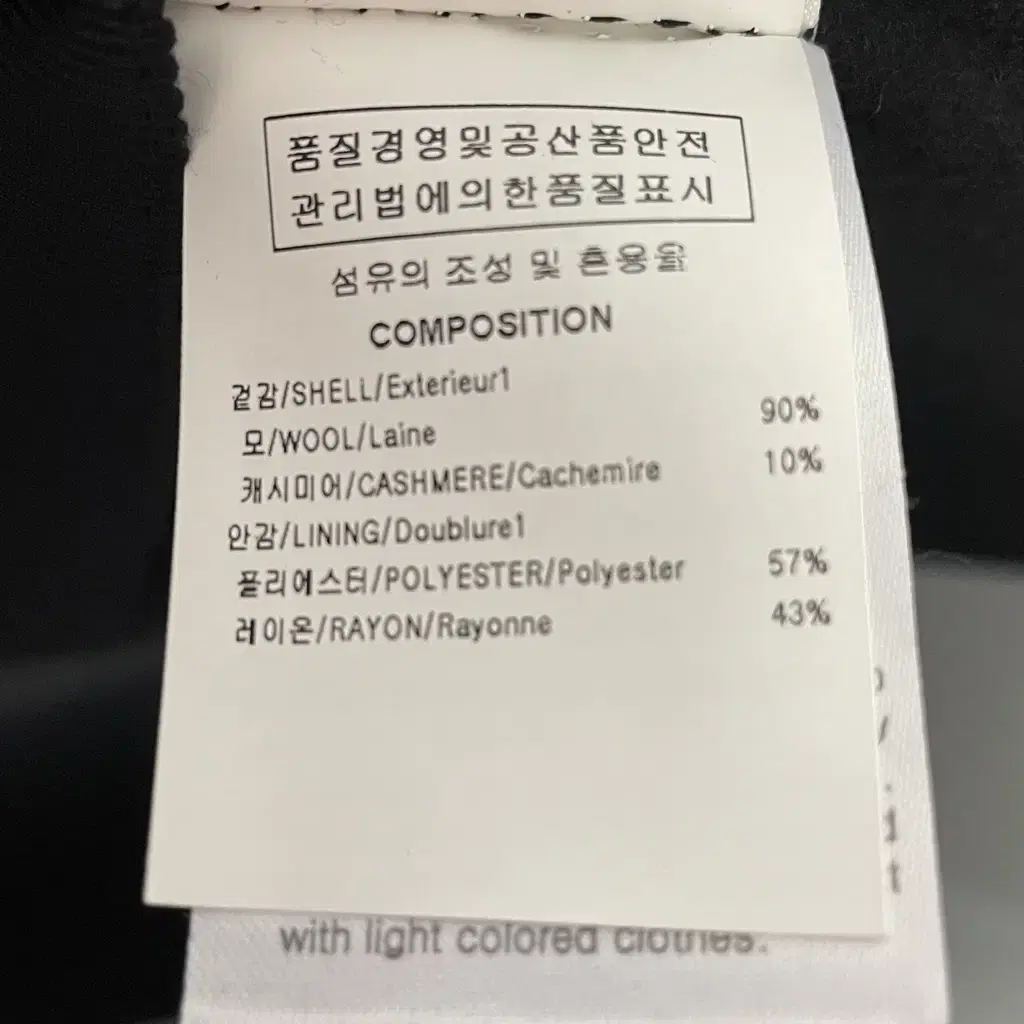 품질경영및공산품안전
관리법에의한품질표시
섬유의 조성 및 혼용율
COMPOSITION
겉감/SHELL/Exterieur1
모/WOOL/Laine 90%
캐시미어/CASHMERE/Cachemire 10%
안감/LINING/Doublure1
폴리에스터/POLYESTER/Polyester 57%
레이온/RAYON/Rayonne 43%
with light colored clothes.